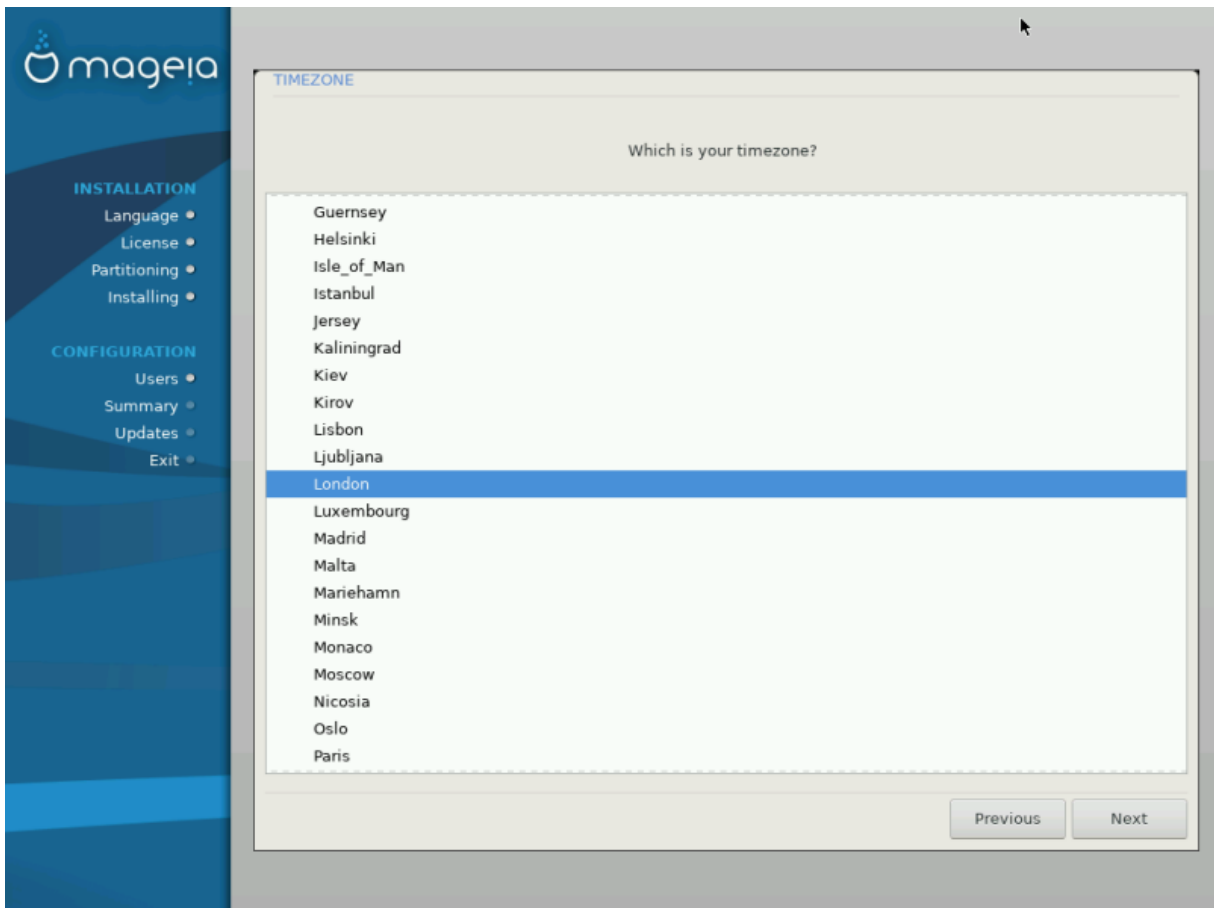 mageia
INSTALLATION
Language
License
Partitioning
Installing
CONFIGURATION
Users
Summary
Updates
Exit
TIMEZONE
Which is your timezone?
Guernsey
Helsinki
Isle_of_Man
Istanbul
Jersey
Kaliningrad
Kiev
Kirov
Lisbon
Ljubljana
London
Luxembourg
Madrid
Malta
Mariehamn
Minsk
Monaco
Moscow
Nicosia
Oslo
Paris
Previous
Next